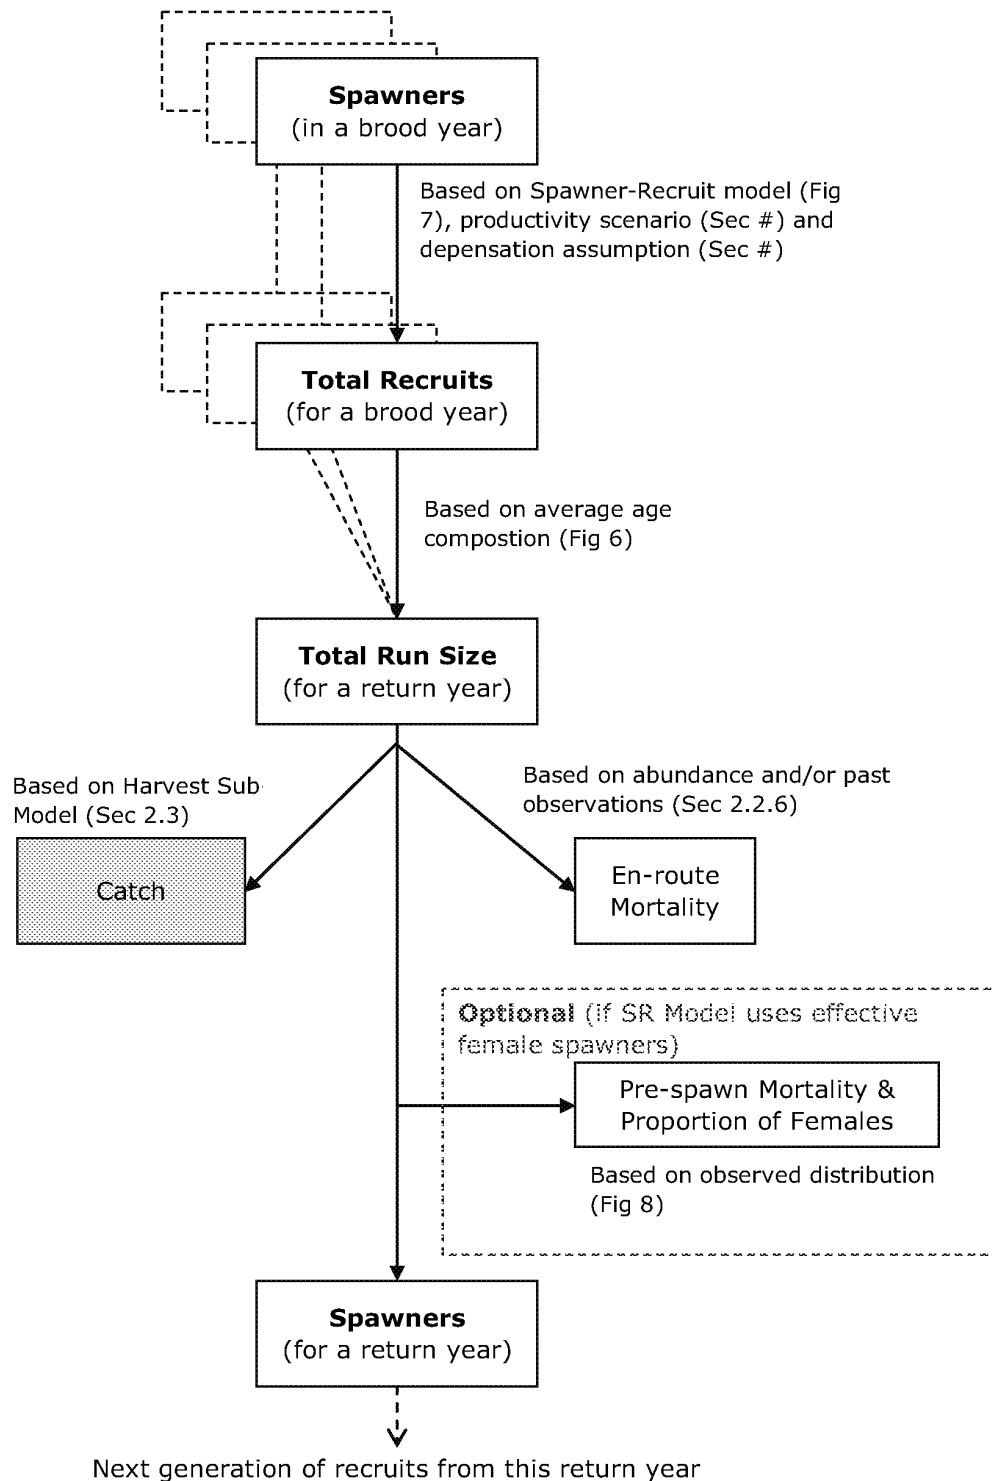 Spawners
(in a brood year)
Based on Spawner-Recruit model (Fig
7), productivity scenario (Sec #) and
depensation assumption (Sec #)
Total Recruits
(for a brood year)
Based on average age
compostion (Fig 6)
Total Run Size
(for a return year)
Based on Harvest Sub-
Model (Sec 2.3)
Based on abundance and/or past
observations (Sec 2.2.6)
Catch
En-route
Mortality
Optional (if SR Model uses effective
female spawners)
Pre-spawn Mortality &
Proportion of Females
Based on observed distribution
(Fig 8)
Spawners
(for a return year)
Next generation of recruits from this return year